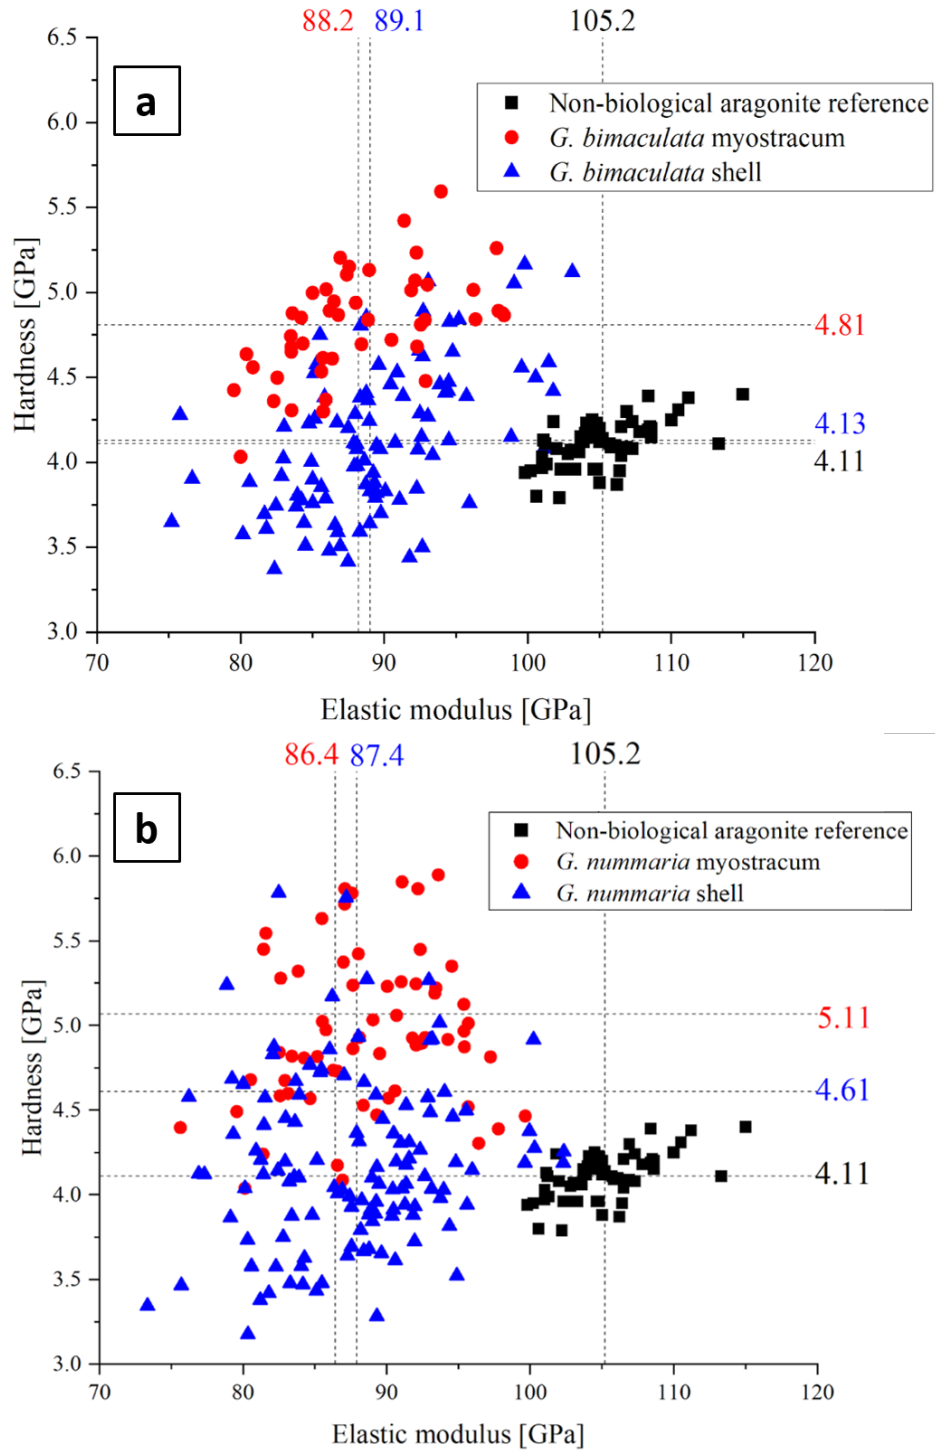 88.2 89.1 105.2
6.5
a
6.0
Non-biological aragonite reference
G. bimaculata myostracum
G. bimaculata shell
5.5
5.0
4.81
4.5
4.13
4.0
4.11
3.5
3.0
Hardness [GPa]
70 80 90 100 110 120
Elastic modulus [GPa]
86.4 87.4 105.2
6.5
b
6.0
Non-biological aragonite reference
G. nummaria myostracum
G. nummaria shell
5.5
5.0
5.11
4.5
4.61
4.0
4.11
3.5
3.0
Hardness [GPa]
70 80 90 100 110 120
Elastic modulus [GPa]